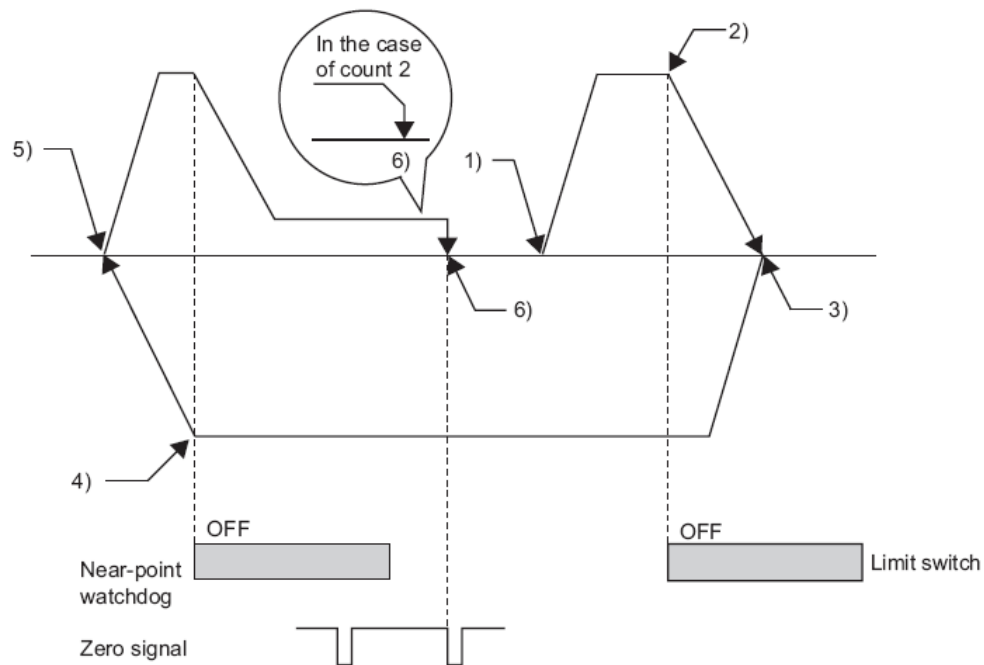 In the case
of count 2
6)
2)
5)
1)
6)
3)
4)
OFF
OFF
Near-point
watchdog
Limit switch
Zero signal